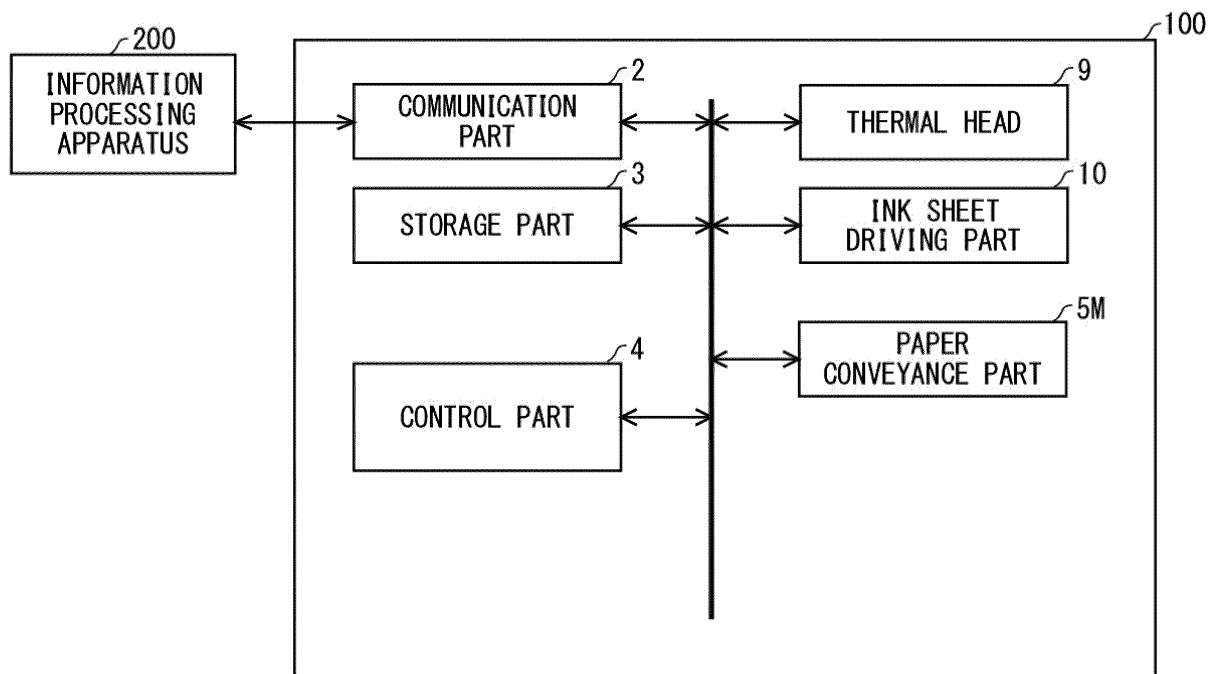 200
INFORMATION
PROCESSING
APPARATUS
100
2
COMMUNICATION
PART
3
STORAGE PART
4
CONTROL PART
9
THERMAL HEAD
10
INK SHEET
DRIVING PART
5M
PAPER
CONVEYANCE PART